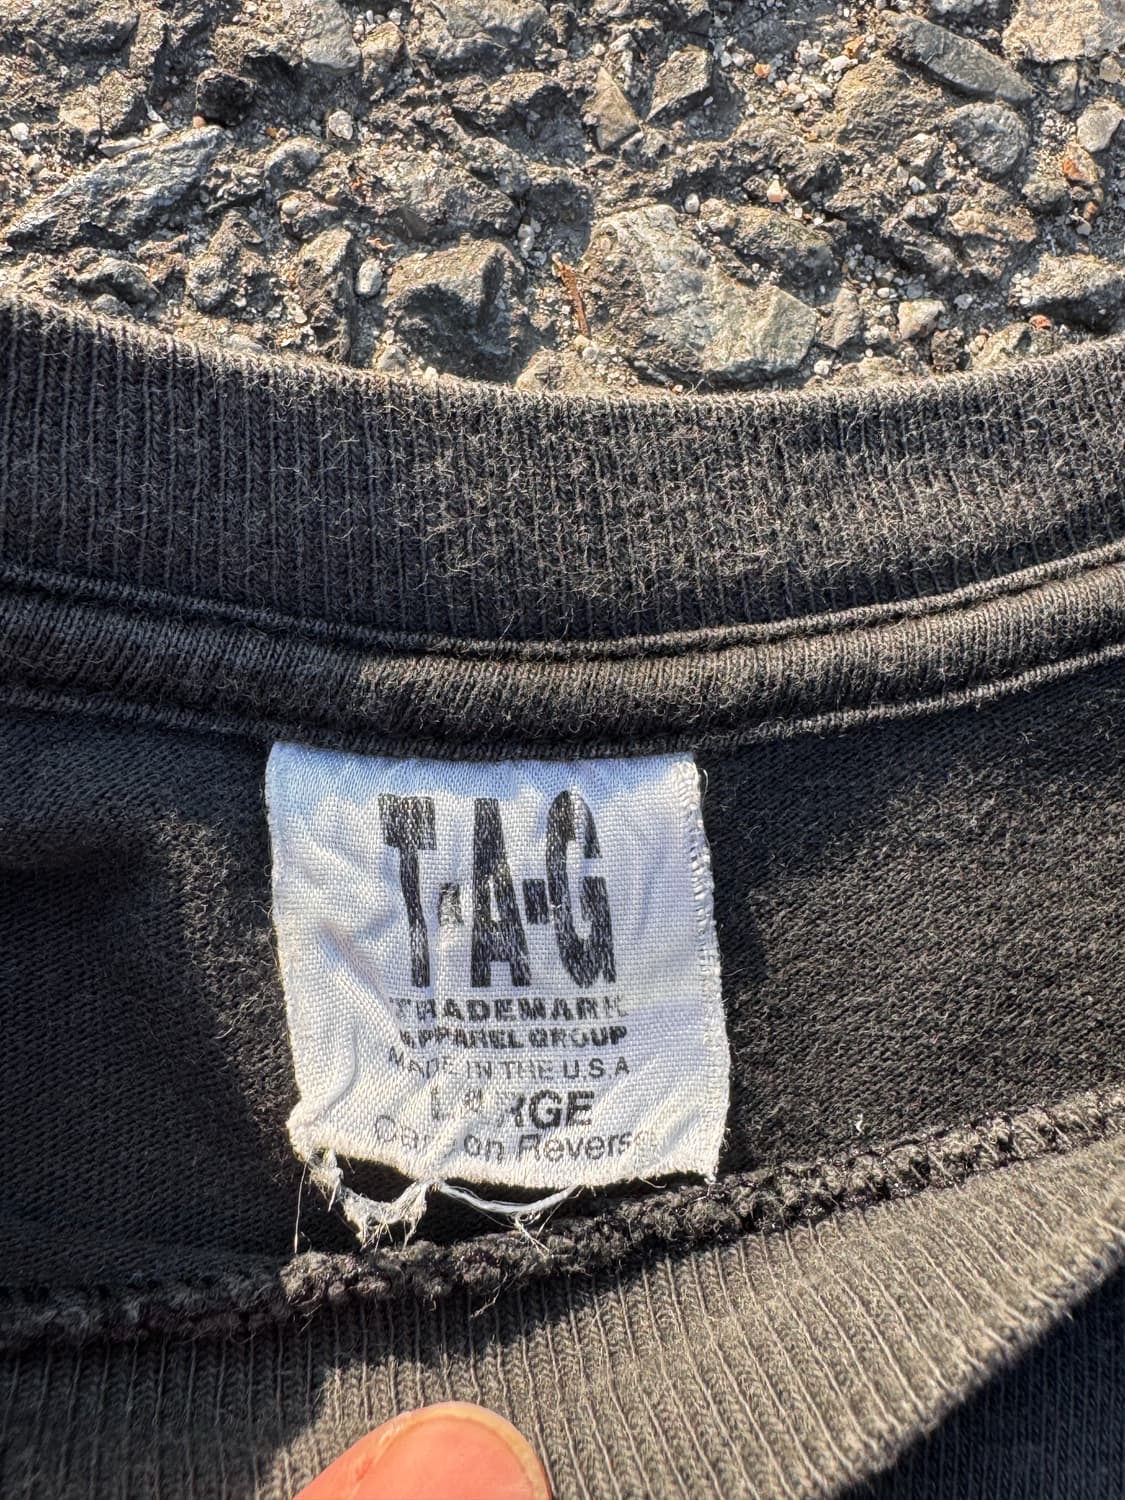 T-A-G
TRADEMARK
APPAREL GROUP
MADE IN THE U.S.A
LARGE
Care on Reverse